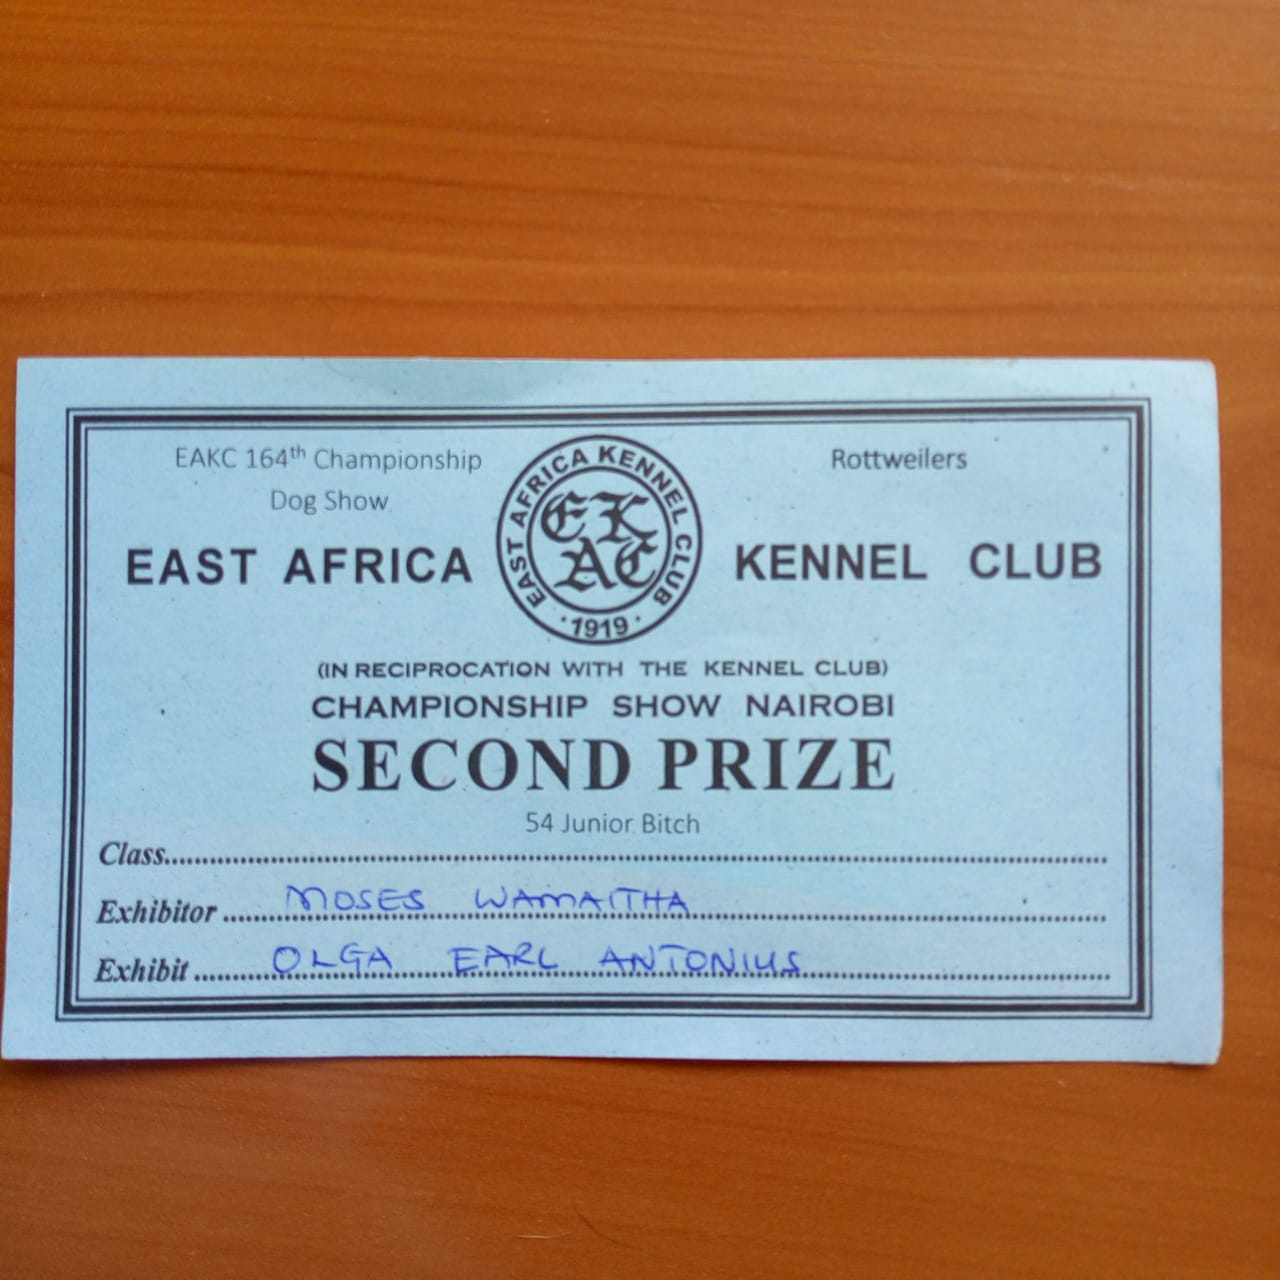 EAKC 164th Championship
Dog Show
Rottweilers
EAST AFRICA KENNEL CLUB
EAST AFRICA KENNEL CLUB
EKAC
· 1919 ·
(IN RECIPROCATION WITH THE KENNEL CLUB)
CHAMPIONSHIP SHOW NAIROBI
SECOND PRIZE
54 Junior Bitch
Class
Exhibitor MOSES WAMAITHA
Exhibit OLGA EARL ANTONIUS